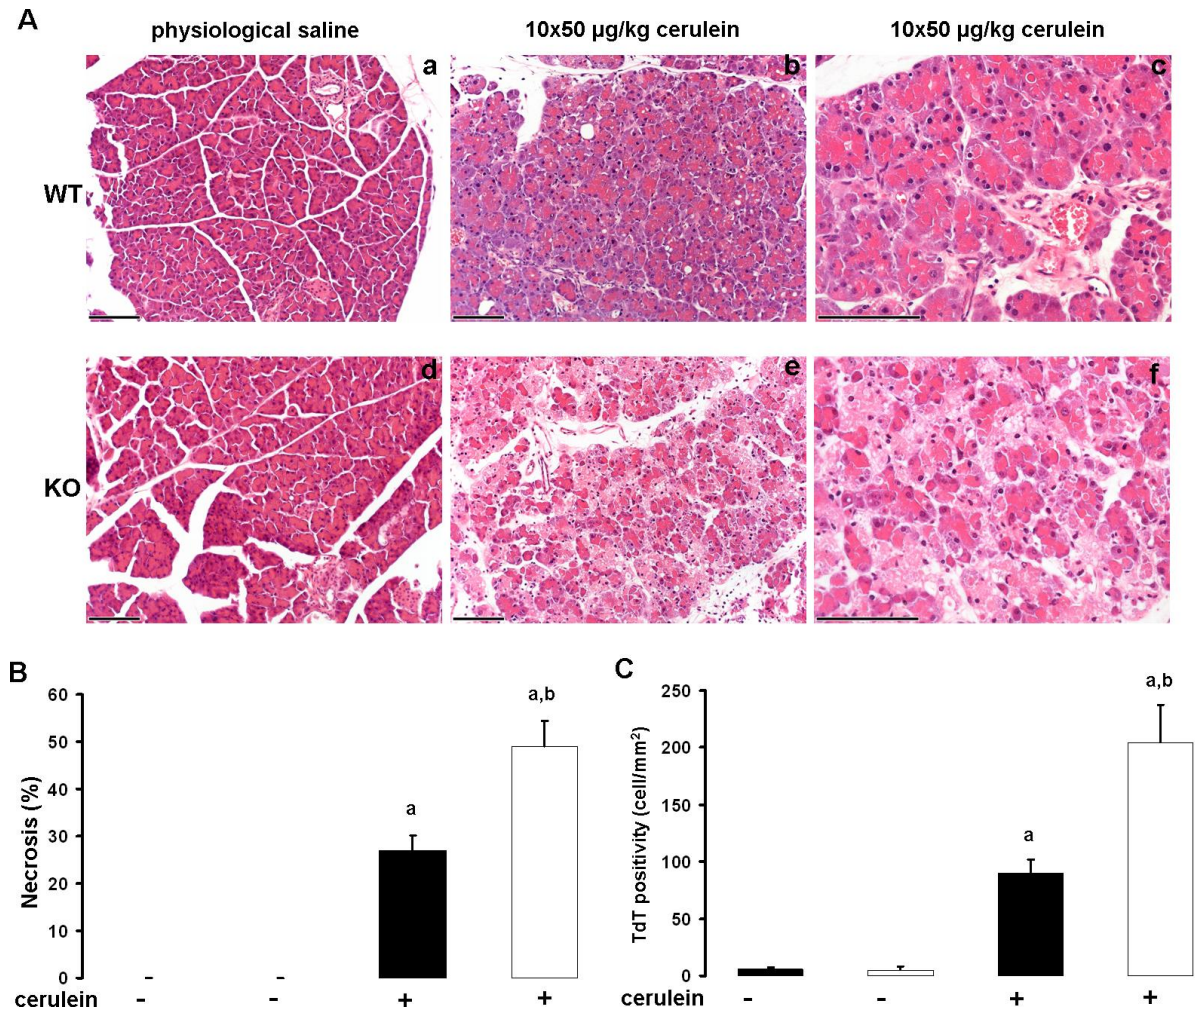 A
physiological saline
10x50 µg/kg cerulein
10x50 µg/kg cerulein
WT
a
b
c
KO
d
e
f
B
Necrosis (%)
60
50
40
30
20
10
0
a
a,b
cerulein - - + +
C
TdT positivity (cell/mm²)
250
200
150
100
50
0
a
a,b
cerulein - - + +